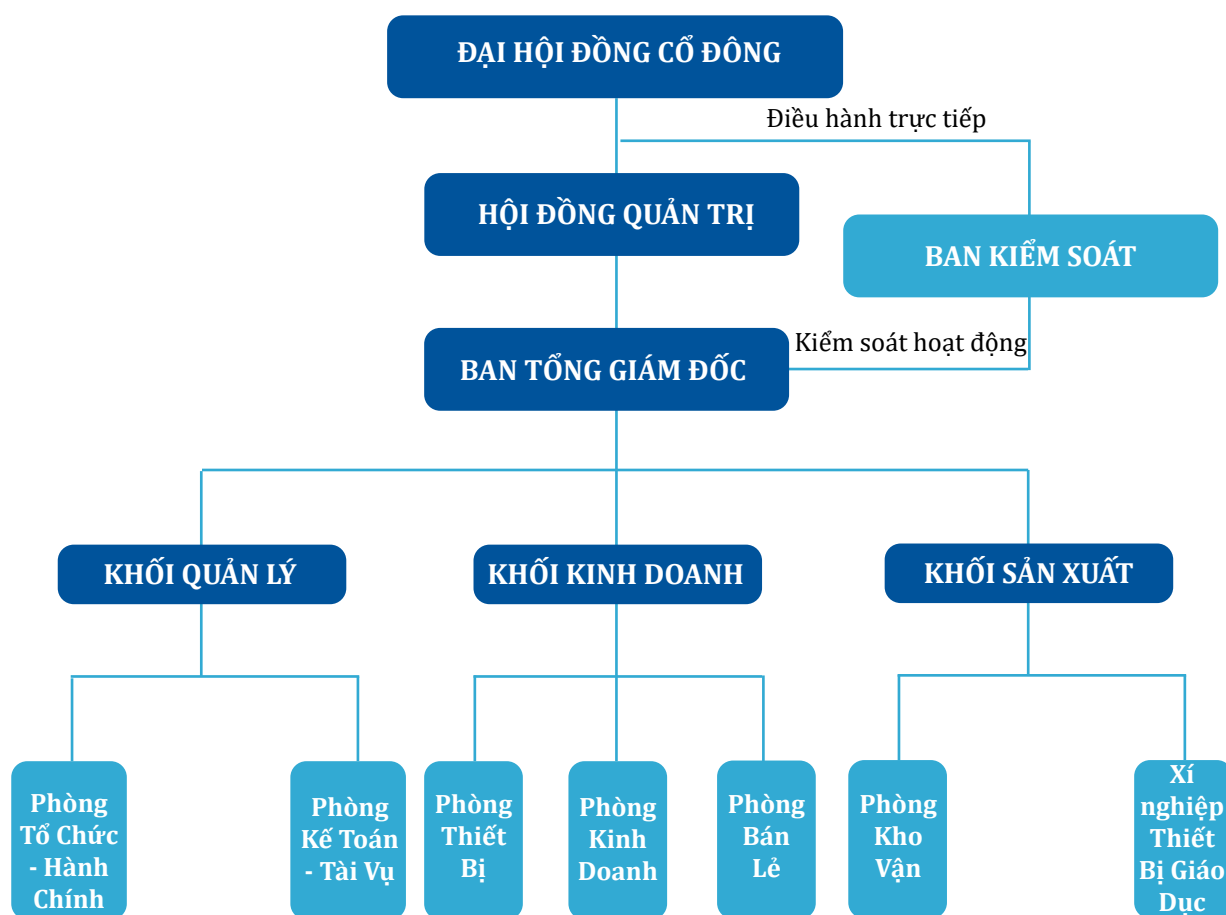 ĐẠI HỘI ĐỒNG CỔ ĐÔNG
Điều hành trực tiếp
HỘI ĐỒNG QUẢN TRỊ
BAN KIỂM SOÁT
Kiểm soát hoạt động
BAN TỔNG GIÁM ĐỐC
KHỐI QUẢN LÝ
KHỐI KINH DOANH
KHỐI SẢN XUẤT
Phòng
Tổ Chức
- Hành
Chính
Phòng
Kế Toán
- Tài Vụ
Phòng
Thiết
Bị
Phòng
Kinh
Doanh
Phòng
Bán
Lẻ
Phòng
Kho
Vận
Xí
nghiệp
Thiết
Bị Giáo
Dục